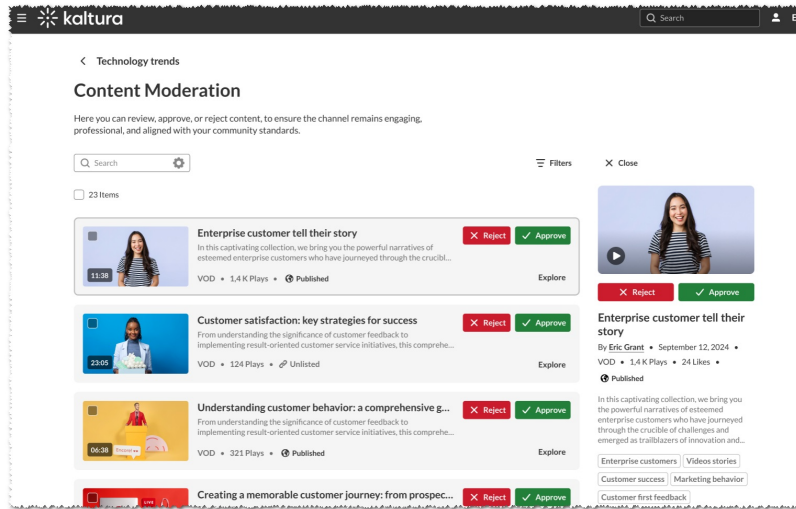 kaltura
Search
E
Technology trends
Content Moderation
Here you can review, approve, or reject content, to ensure the channel remains engaging,
professional, and aligned with your community standards.
Search
Filters
Close
23 Items
Enterprise customer tell their story
In this captivating collection, we bring you the powerful narratives of
esteemed enterprise customers who have journeyed through the crucibl...
VOD • 1,4 K Plays • Published
Reject
Approve
Explore
11:38
Customer satisfaction: key strategies for success
From understanding the significance of customer feedback to
implementing result-oriented customer service initiatives, this comprehe...
VOD • 124 Plays • Unlisted
Reject
Approve
Explore
23:05
Understanding customer behavior: a comprehensive g...
From understanding the significance of customer feedback to
implementing result-oriented customer service initiatives, this comprehe...
VOD • 321 Plays • Published
Reject
Approve
Explore
06:38
Creating a memorable customer journey: from prospec...
Reject
Approve
LIVE
Reject
Approve
Enterprise customer tell their
story
By Eric Grant • September 12, 2024 •
VOD • 1,4 K Plays • 24 Likes •
Published
In this captivating collection, we bring you
the powerful narratives of esteemed
enterprise customers who have journeyed
through the crucible of challenges and
emerged as trailblazers of innovation and...
Enterprise customers
Videos stories
Customer success
Marketing behavior
Customer first feedback